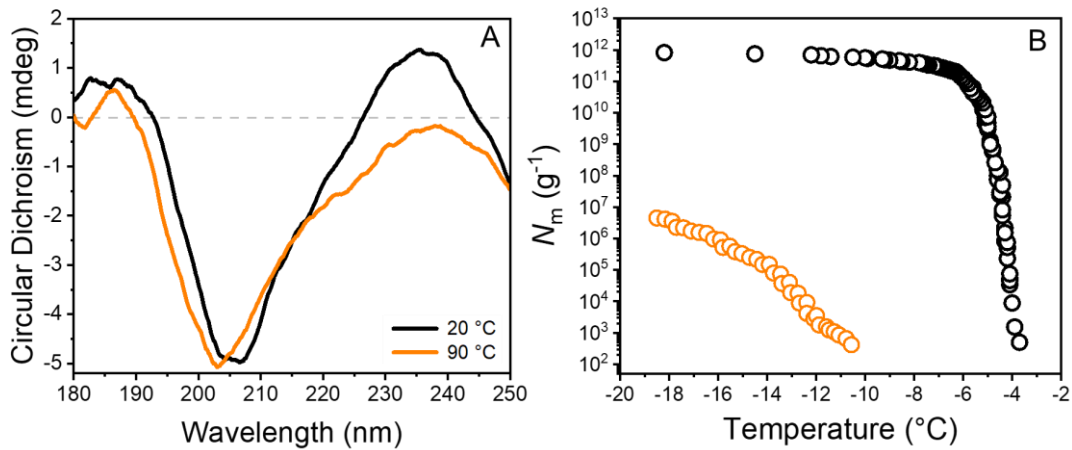 A
Circular Dichroism (mdeg)
2
1
0
-1
-2
-3
-4
-5
20 °C
90 °C
180 190 200 210 220 230 240 250
Wavelength (nm)
B
N_m (g⁻¹)
10¹³
10¹²
10¹¹
10¹⁰
10⁹
10⁸
10⁷
10⁶
10⁵
10⁴
10³
10²
-20 -18 -16 -14 -12 -10 -8 -6 -4 -2
Temperature (°C)